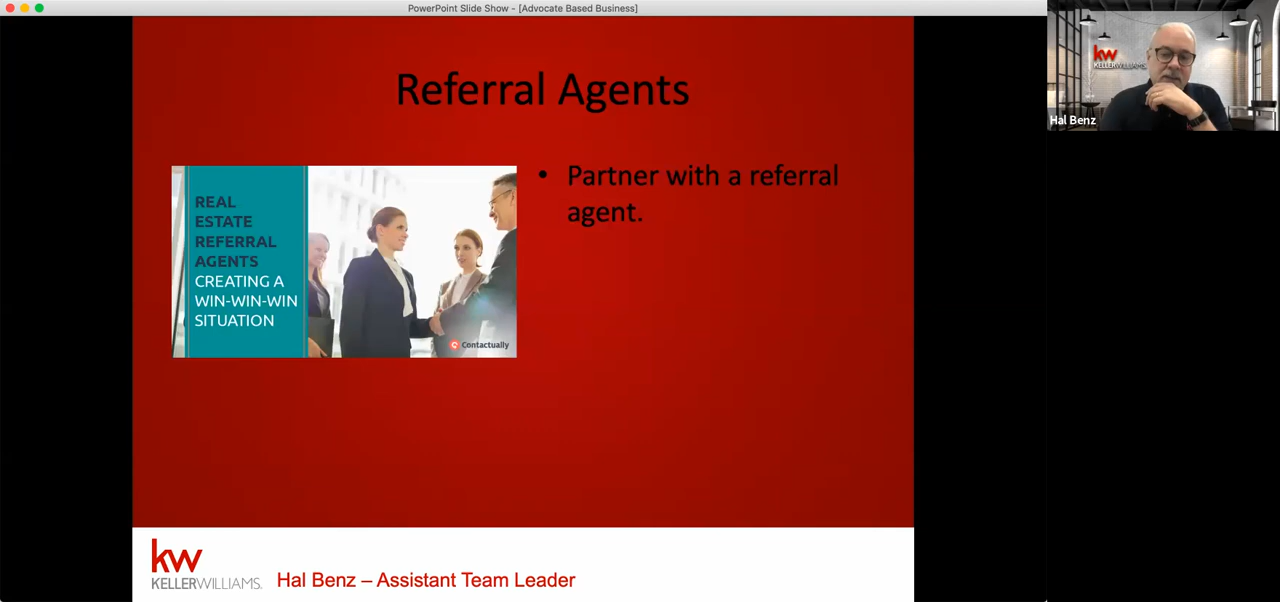 PowerPoint Slide Show - [Advocate Based Business]
Referral Agents
REAL
ESTATE
REFERRAL
AGENTS
CREATING A
WIN-WIN-WIN
SITUATION
Contactually
• Partner with a referral
agent.
kw
KELLERWILLIAMS.
Hal Benz – Assistant Team Leader
kw
KELLERWILLIAMS
Hal Benz